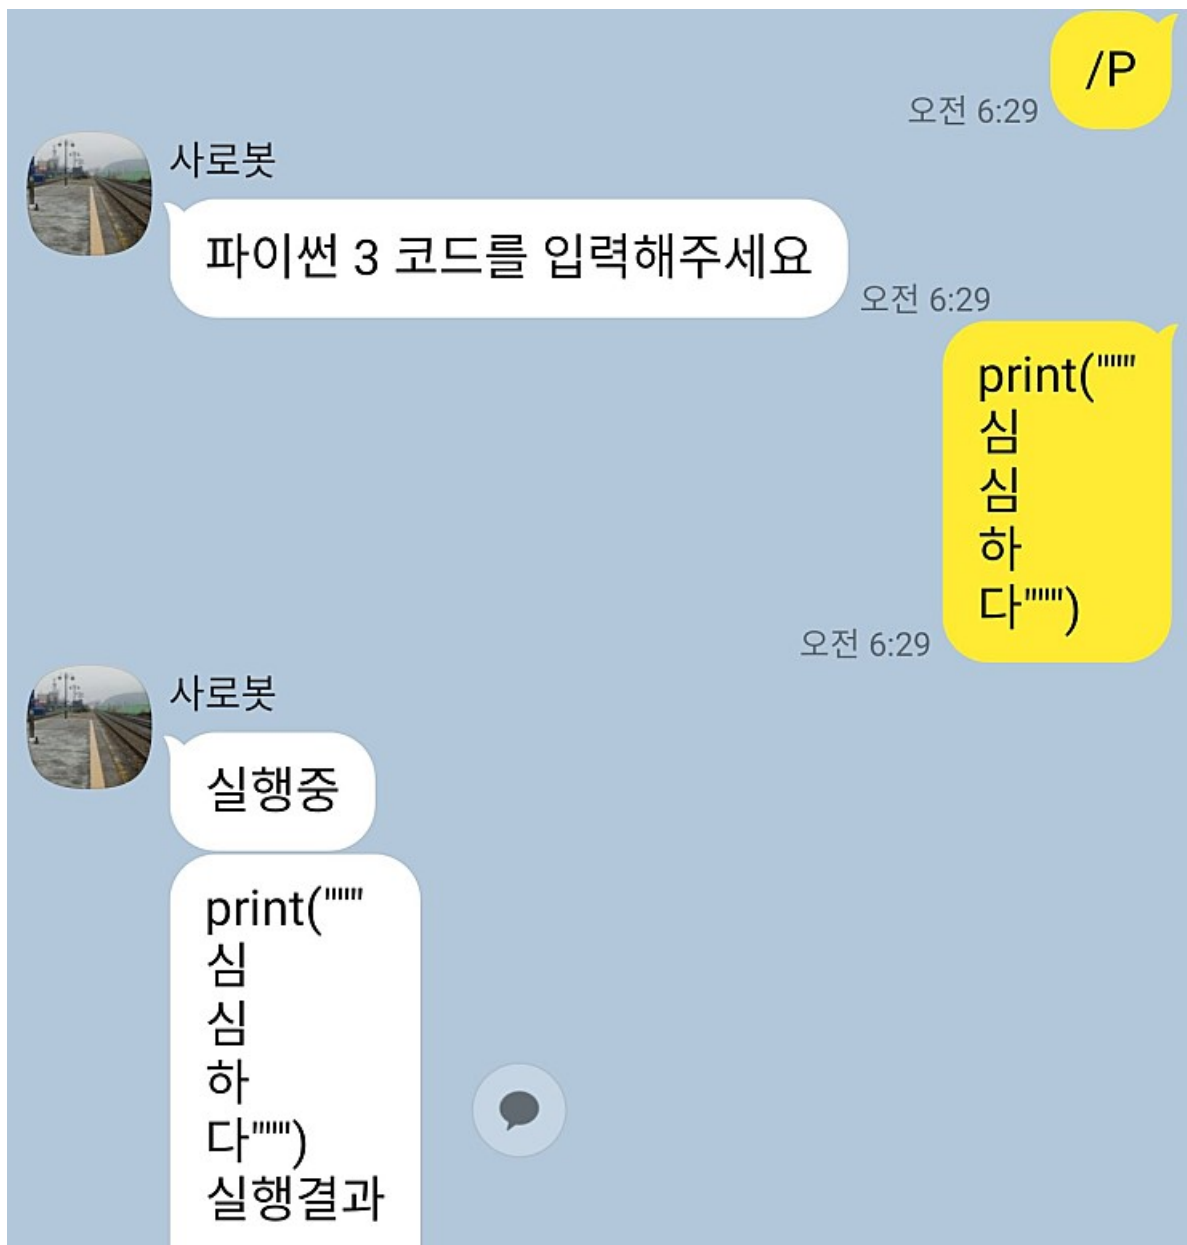 /P
오전 6:29
사로봇
파이썬 3 코드를 입력해주세요
오전 6:29
print("""
심
심
하
다""")
오전 6:29
사로봇
실행중
print("""
심
심
하
다""")
실행결과